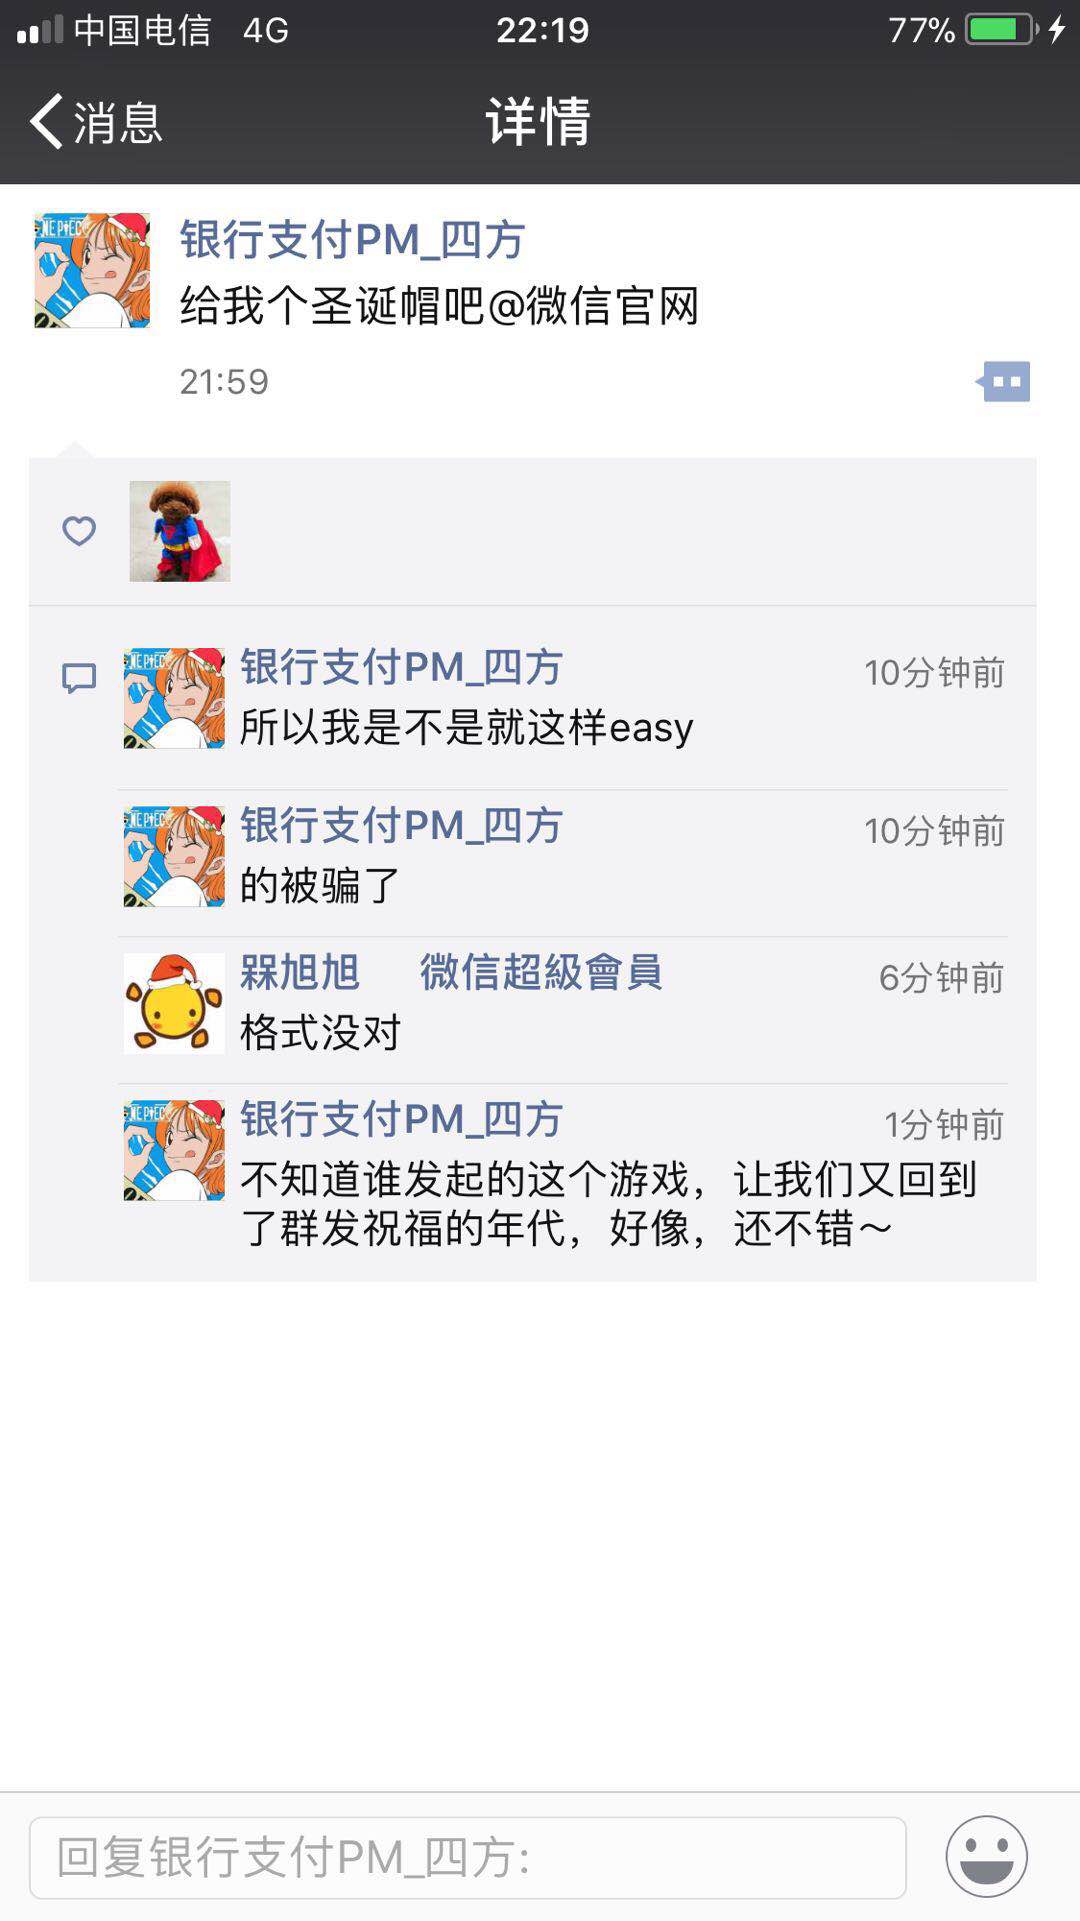 中国电信 4G 22:19 77%
消息 详情
银行支付PM_四方
给我个圣诞帽吧@微信官网
21:59
银行支付PM_四方 10分钟前
所以我是不是就这样easy
银行支付PM_四方 10分钟前
的被骗了
槑旭旭 微信超級會員 6分钟前
格式没对
银行支付PM_四方 1分钟前
不知道谁发起的这个游戏，让我们又回到
了群发祝福的年代，好像，还不错～
回复银行支付PM_四方: